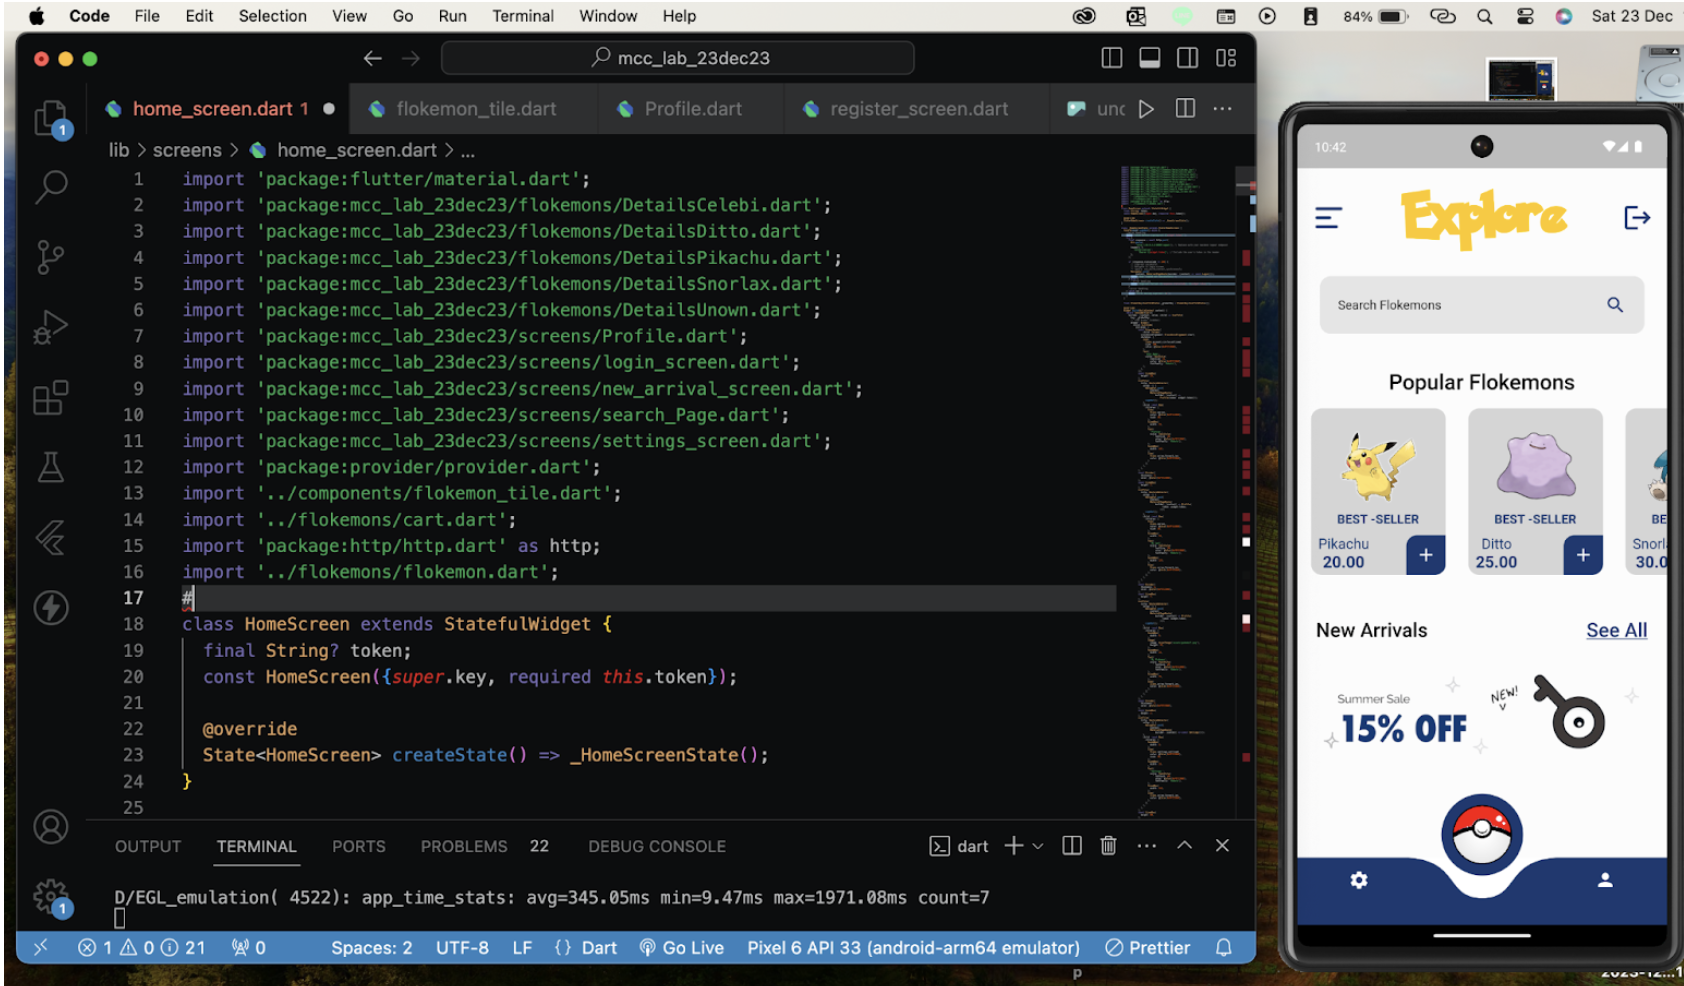 Code File Edit Selection View Go Run Terminal Window Help 84% Sat 23 Dec
mcc_lab_23dec23
home_screen.dart 1 flokemon_tile.dart Profile.dart register_screen.dart
lib > screens > home_screen.dart > ...
1 import 'package:flutter/material.dart';
2 import 'package:mcc_lab_23dec23/flokemons/DetailsCelebi.dart';
3 import 'package:mcc_lab_23dec23/flokemons/DetailsDitto.dart';
4 import 'package:mcc_lab_23dec23/flokemons/DetailsPikachu.dart';
5 import 'package:mcc_lab_23dec23/flokemons/DetailsSnorlax.dart';
6 import 'package:mcc_lab_23dec23/flokemons/DetailsUnown.dart';
7 import 'package:mcc_lab_23dec23/screens/Profile.dart';
8 import 'package:mcc_lab_23dec23/screens/login_screen.dart';
9 import 'package:mcc_lab_23dec23/screens/new_arrival_screen.dart';
10 import 'package:mcc_lab_23dec23/screens/search_Page.dart';
11 import 'package:mcc_lab_23dec23/screens/settings_screen.dart';
12 import 'package:provider/provider.dart';
13 import '../components/flokemon_tile.dart';
14 import '../flokemons/cart.dart';
15 import 'package:http/http.dart' as http;
16 import '../flokemons/flokemon.dart';
17 #
18 class HomeScreen extends StatefulWidget {
19 final String? token;
20 const HomeScreen({super.key, required this.token});
21
22 @override
23 State<HomeScreen> createState() => _HomeScreenState();
24 }
25
1
OUTPUT TERMINAL PORTS PROBLEMS 22 DEBUG CONSOLE dart
D/EGL_emulation( 4522): app_time_stats: avg=345.05ms min=9.47ms max=1971.08ms count=7
1
1 0 21 0 Spaces: 2 UTF-8 LF {} Dart Go Live Pixel 6 API 33 (android-arm64 emulator) Prettier
10:42
Explore
Search Flokemons
Popular Flokemons
BEST -SELLER BEST -SELLER BE
Pikachu Ditto Snorl
20.00 + 25.00 + 30.0
New Arrivals See All
Summer Sale NEW!
15% OFF
p